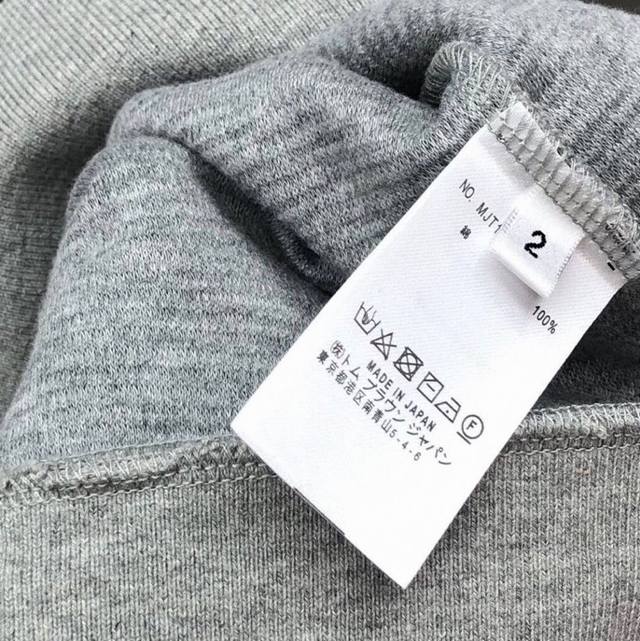 NO. MJT1
2
綿
100%
MADE IN JAPAN
㈱トム ブラウン ジャパン
東京都港区南青山5-4-6
F